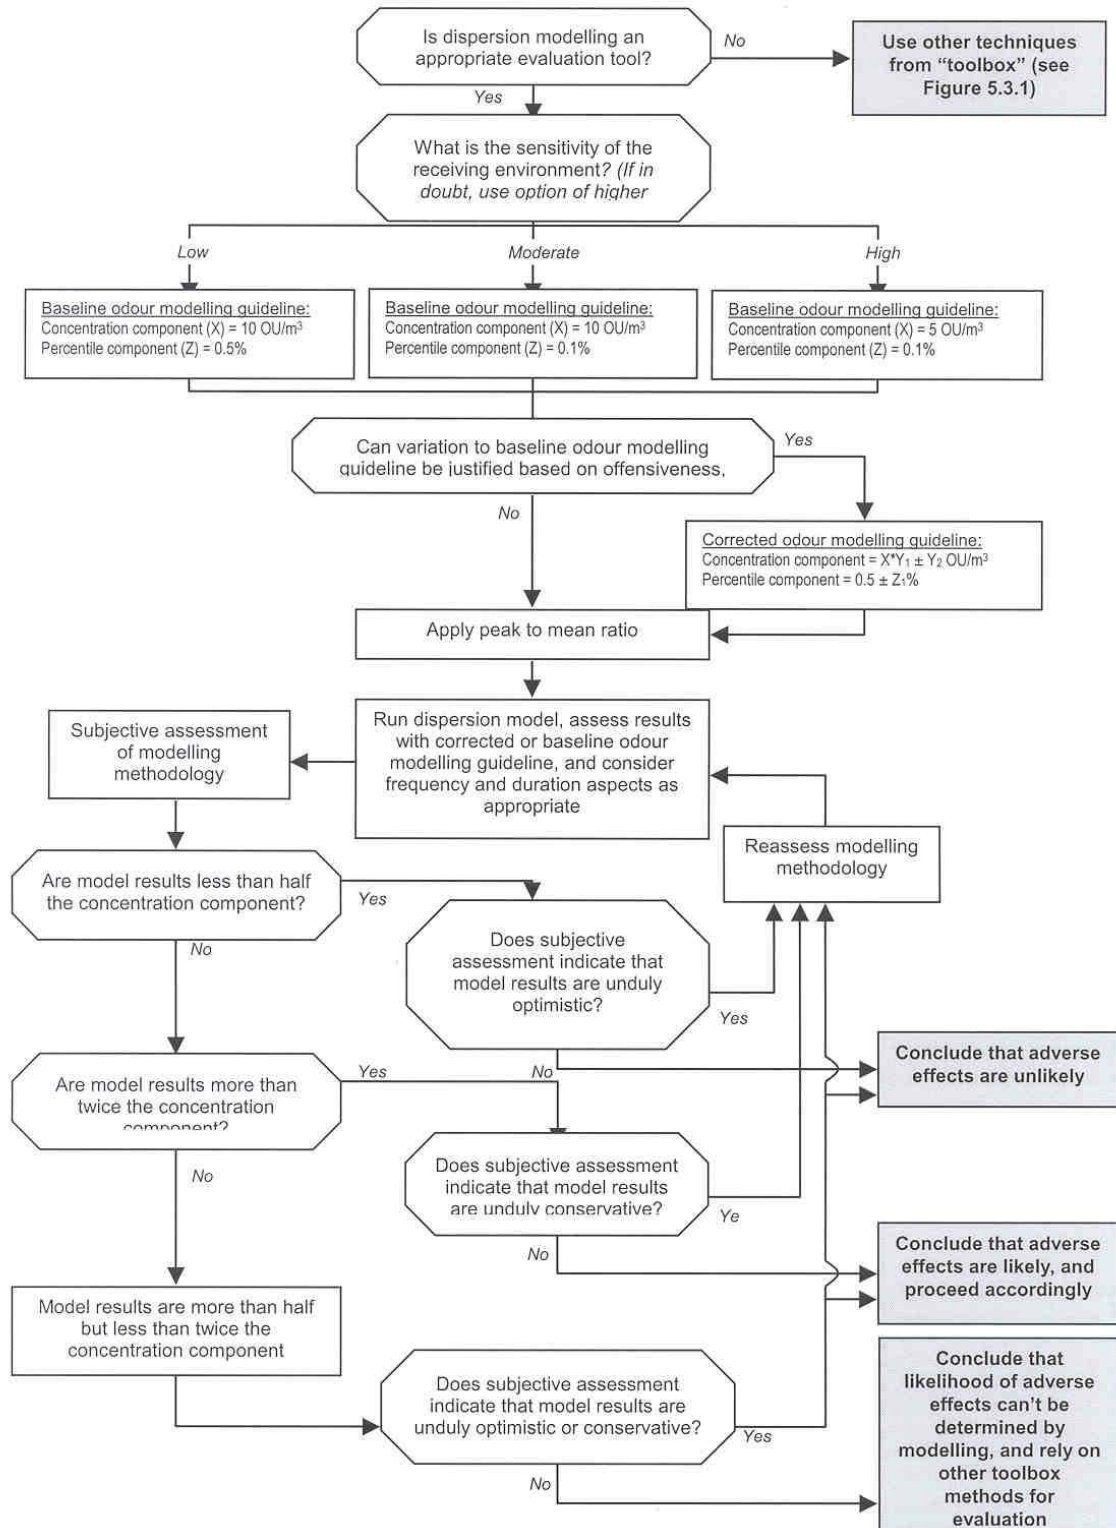 Is dispersion modelling an
appropriate evaluation tool?
No
Use other techniques
from “toolbox” (see
Figure 5.3.1)
Yes
What is the sensitivity of the
receiving environment? (If in
doubt, use option of higher
Low
Moderate
High
Baseline odour modelling guideline:
Concentration component (X) = 10 OU/m³
Percentile component (Z) = 0.5%
Baseline odour modelling guideline:
Concentration component (X) = 10 OU/m³
Percentile component (Z) = 0.1%
Baseline odour modelling guideline:
Concentration component (X) = 5 OU/m³
Percentile component (Z) = 0.1%
Can variation to baseline odour modelling
guideline be justified based on offensiveness,
Yes
No
Corrected odour modelling guideline:
Concentration component = X*Y₁ ± Y₂ OU/m³
Percentile component = 0.5 ± Z₁%
Apply peak to mean ratio
Run dispersion model, assess results
with corrected or baseline odour
modelling guideline, and consider
frequency and duration aspects as
appropriate
Subjective assessment
of modelling
methodology
Reassess modelling
methodology
Are model results less than half
the concentration component?
Yes
No
Does subjective
assessment indicate that
model results are unduly
optimistic?
Yes
No
Conclude that adverse
effects are unlikely
Are model results more than
twice the concentration
component?
Yes
No
Does subjective assessment
indicate that model results
are unduly conservative?
Ye
No
Conclude that adverse
effects are likely, and
proceed accordingly
Model results are more than half
but less than twice the
concentration component
Does subjective assessment
indicate that model results are
unduly optimistic or conservative?
Yes
No
Conclude that
likelihood of adverse
effects can’t be
determined by
modelling, and rely on
other toolbox
methods for
evaluation